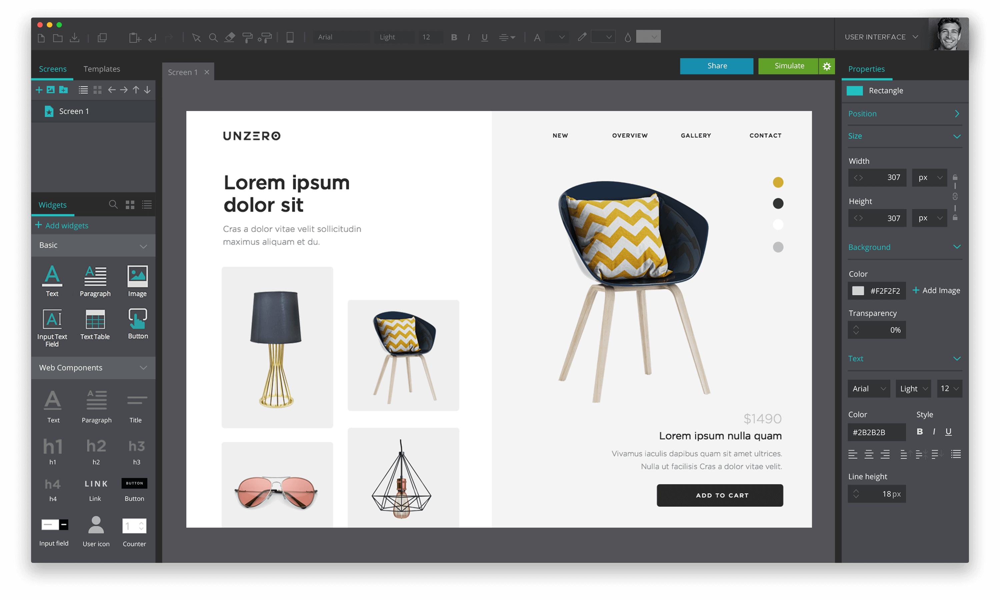 Arial
Light
12
B I U
A
USER INTERFACE
Screens
Templates
Screen 1
Share
Simulate
Properties
Screen 1
Rectangle
Position
Size
Width
307
px
Height
307
px
Background
Color
#F2F2F2
Add Image
Transparency
0%
Text
Arial
Light
12
Color
Style
#2B2B2B
B I U
Line height
18 px
Widgets
Add widgets
Basic
A
A
Text
Paragraph
Image
A
Input Text
Field
Text Table
Button
Web Components
A
A
Text
Paragraph
Title
h1
h2
h3
h1
h2
h3
h4
LINK
BUTTON
h4
Link
Button
1
Input field
User icon
Counter
UNZERO
NEW
OVERVIEW
GALLERY
CONTACT
Lorem ipsum
dolor sit
Cras a dolor vitae velit sollicitudin
maximus aliquam et du.
$1490
Lorem ipsum nulla quam
Vivamus iaculis dapibus quam sit amet ultrices.
Nulla ut facilisis Cras a dolor vitae velit.
ADD TO CART